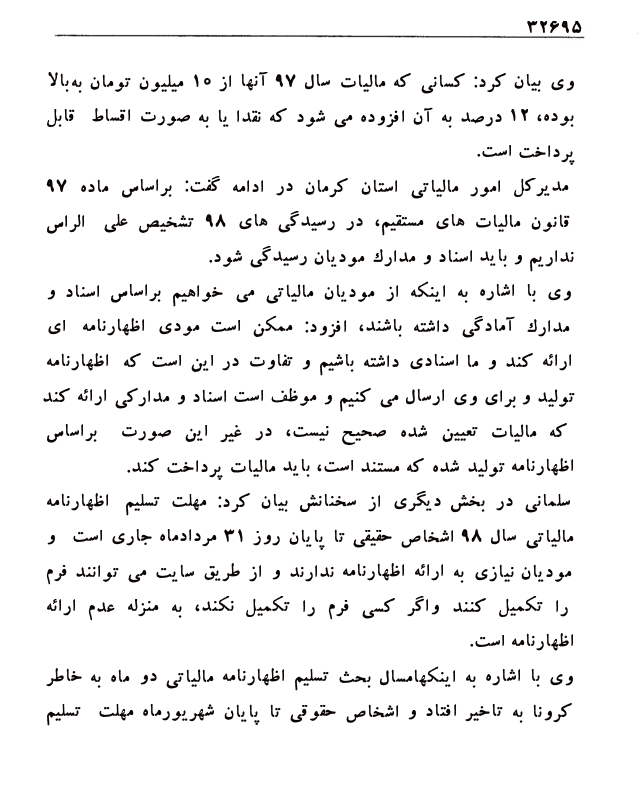 ۳۲۶۹۵
وی بیان کرد: کسانی که مالیات سال ۹۷ آنها از ۱۰ میلیون تومان به‌بالا
بوده، ۱۲ درصد به آن افزوده می شود که نقدا یا به صورت اقساط قابل
پرداخت است.
مدیرکل امور مالیاتی استان کرمان در ادامه گفت: براساس ماده ۹۷
قانون مالیات های مستقیم، در رسیدگی های ۹۸ تشخیص علی الراس
نداریم و باید اسناد و مدارك مودیان رسیدگی شود.
وی با اشاره به اینکه از مودیان مالیاتی می خواهیم براساس اسناد و
مدارك آمادگی داشته باشند، افزود: ممکن است مودی اظهارنامه ای
ارائه کند و ما اسنادی داشته باشیم و تفاوت در این است که اظهارنامه
تولید و برای وی ارسال می کنیم و موظف است اسناد و مدارکی ارائه کند
که مالیات تعیین شده صحیح نیست، در غیر این صورت براساس
اظهارنامه تولید شده که مستند است، باید مالیات پرداخت کند.
سلمانی در بخش دیگری از سخنانش بیان کرد: مهلت تسلیم اظهارنامه
مالیاتی سال ۹۸ اشخاص حقیقی تا پایان روز ۳۱ مردادماه جاری است و
مودیان نیازی به ارائه اظهارنامه ندارند و از طریق سایت می توانند فرم
را تکمیل کنند واگر کسی فرم را تکمیل نکند، به منزله عدم ارائه
اظهارنامه است.
وی با اشاره به اینکهامسال بحث تسلیم اظهارنامه مالیاتی دو ماه به خاطر
کرونا به تاخیر افتاد و اشخاص حقوقی تا پایان شهریورماه مهلت تسلیم